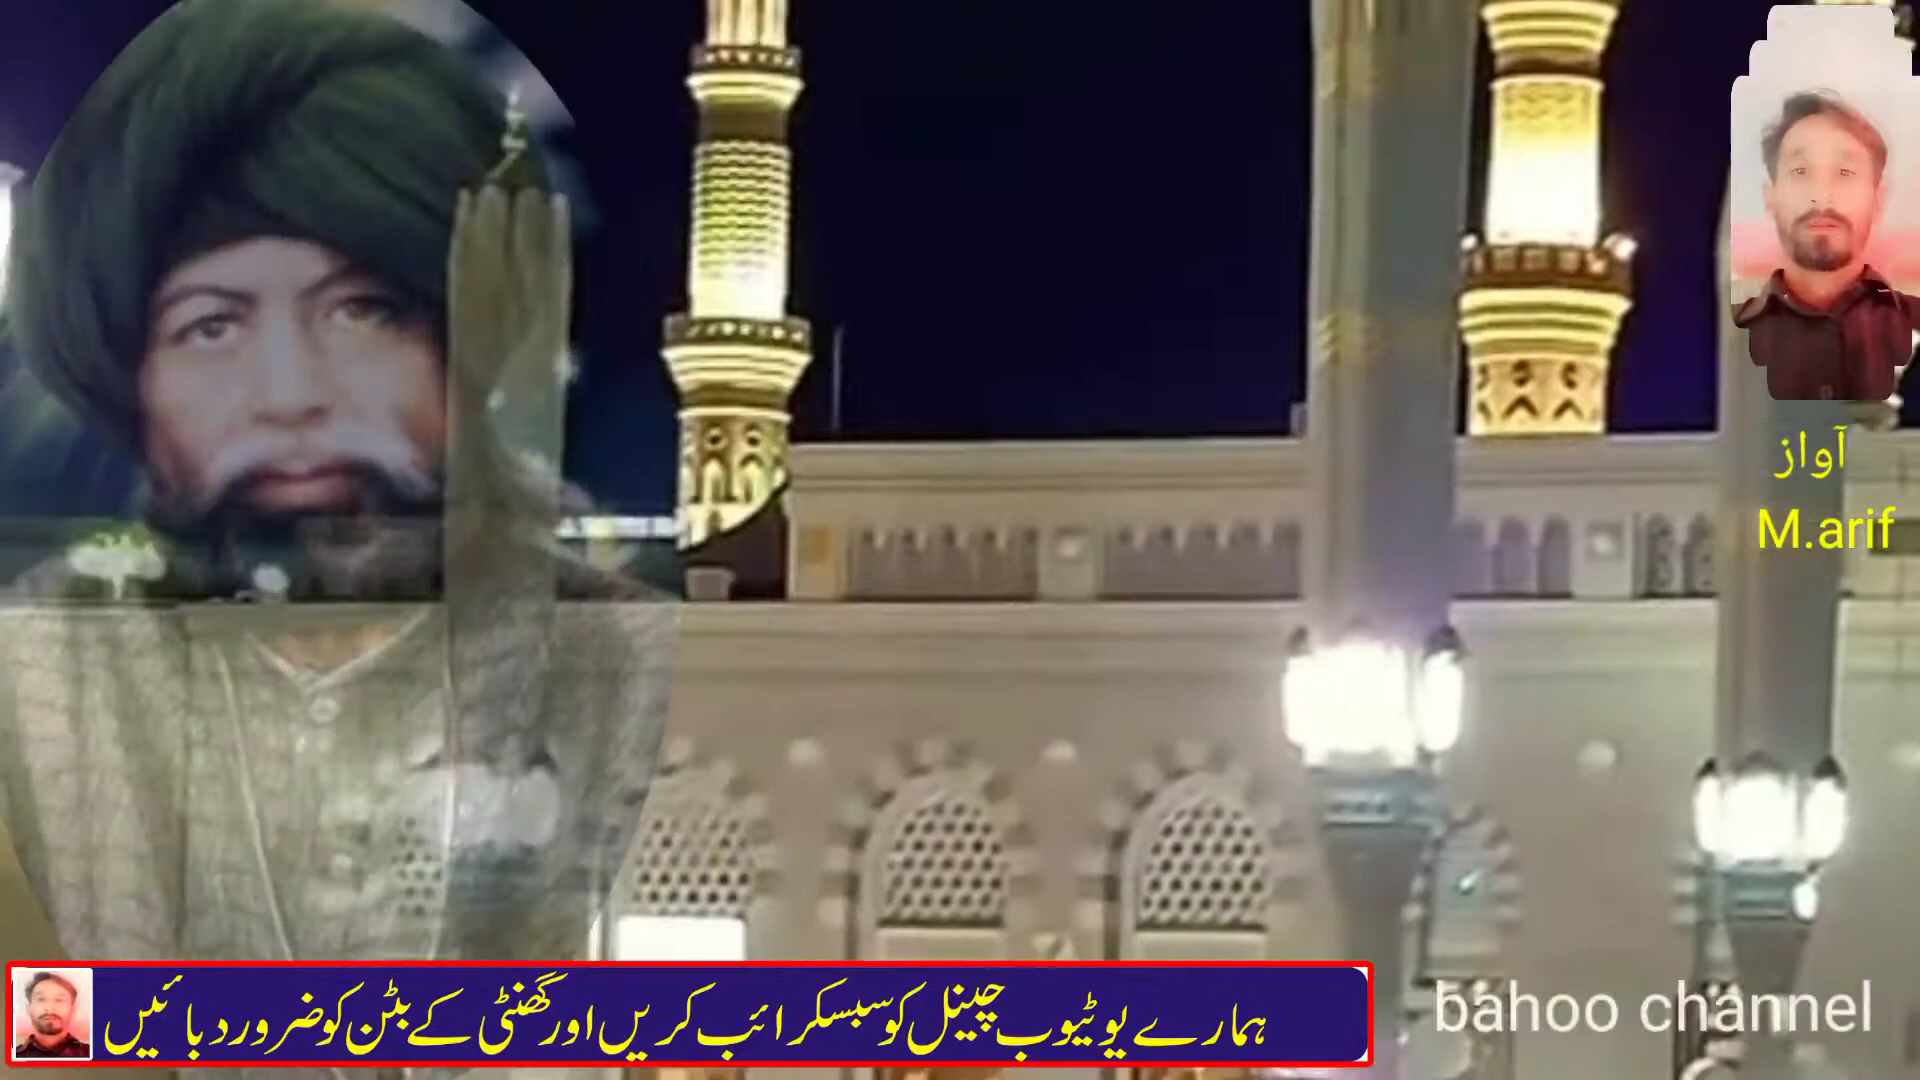 آواز
M.arif
ہمارے یوٹیوب چینل کو سبسکرائب کریں اور گھنٹی کے بٹن کو ضرور دبائیں
bahoo channel